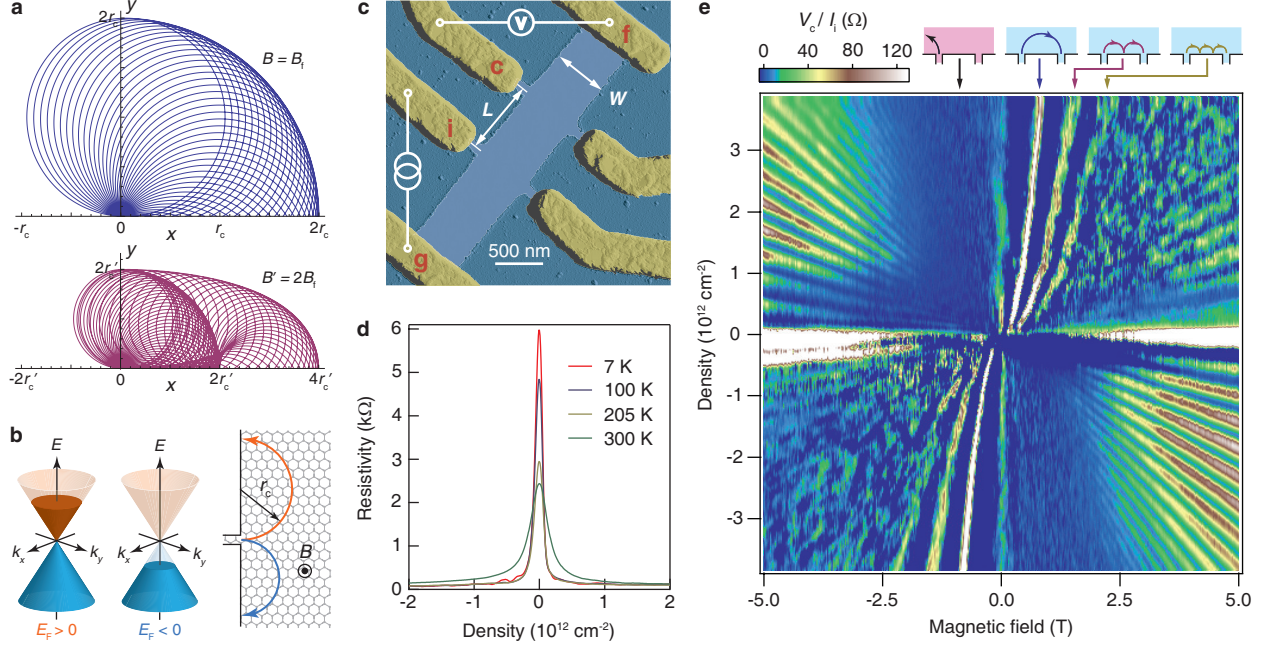 a
y
2r_c
B = B_f
-r_c
0
x
r_c
2r_c
y
2r_c'
B' = 2B_f
-2r_c'
0
x
2r_c'
4r_c'
b
E
E
k_x
k_y
k_x
k_y
E_F > 0
E_F < 0
r_c
B
c
V
f
c
W
L
i
g
500 nm
d
6
5
4
3
2
1
0
Resistivity (kΩ)
7 K
100 K
205 K
300 K
-2
-1
0
1
2
Density (10^12 cm^-2)
e
V_c / I_i (Ω)
0
40
80
120
3
2
1
0
-1
-2
-3
Density (10^12 cm^-2)
-5.0
-2.5
0.0
2.5
5.0
Magnetic field (T)